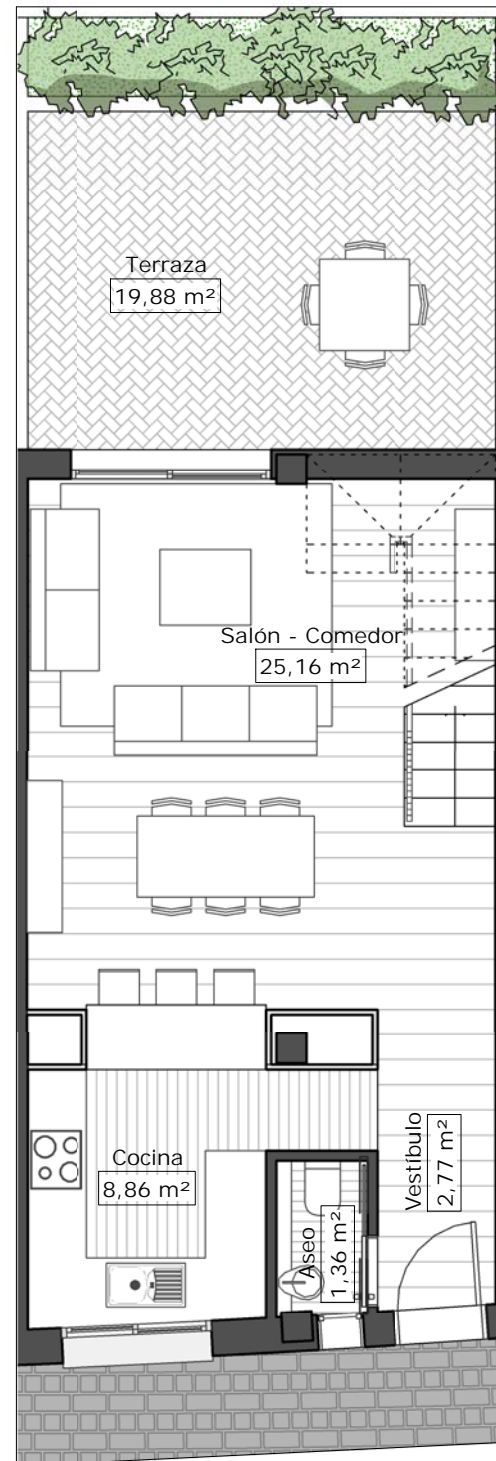 Terraza
19,88 m²
Salón - Comedor
25,16 m²
Cocina
8,86 m²
Aseo
1,36 m²
Vestíbulo
2,77 m²